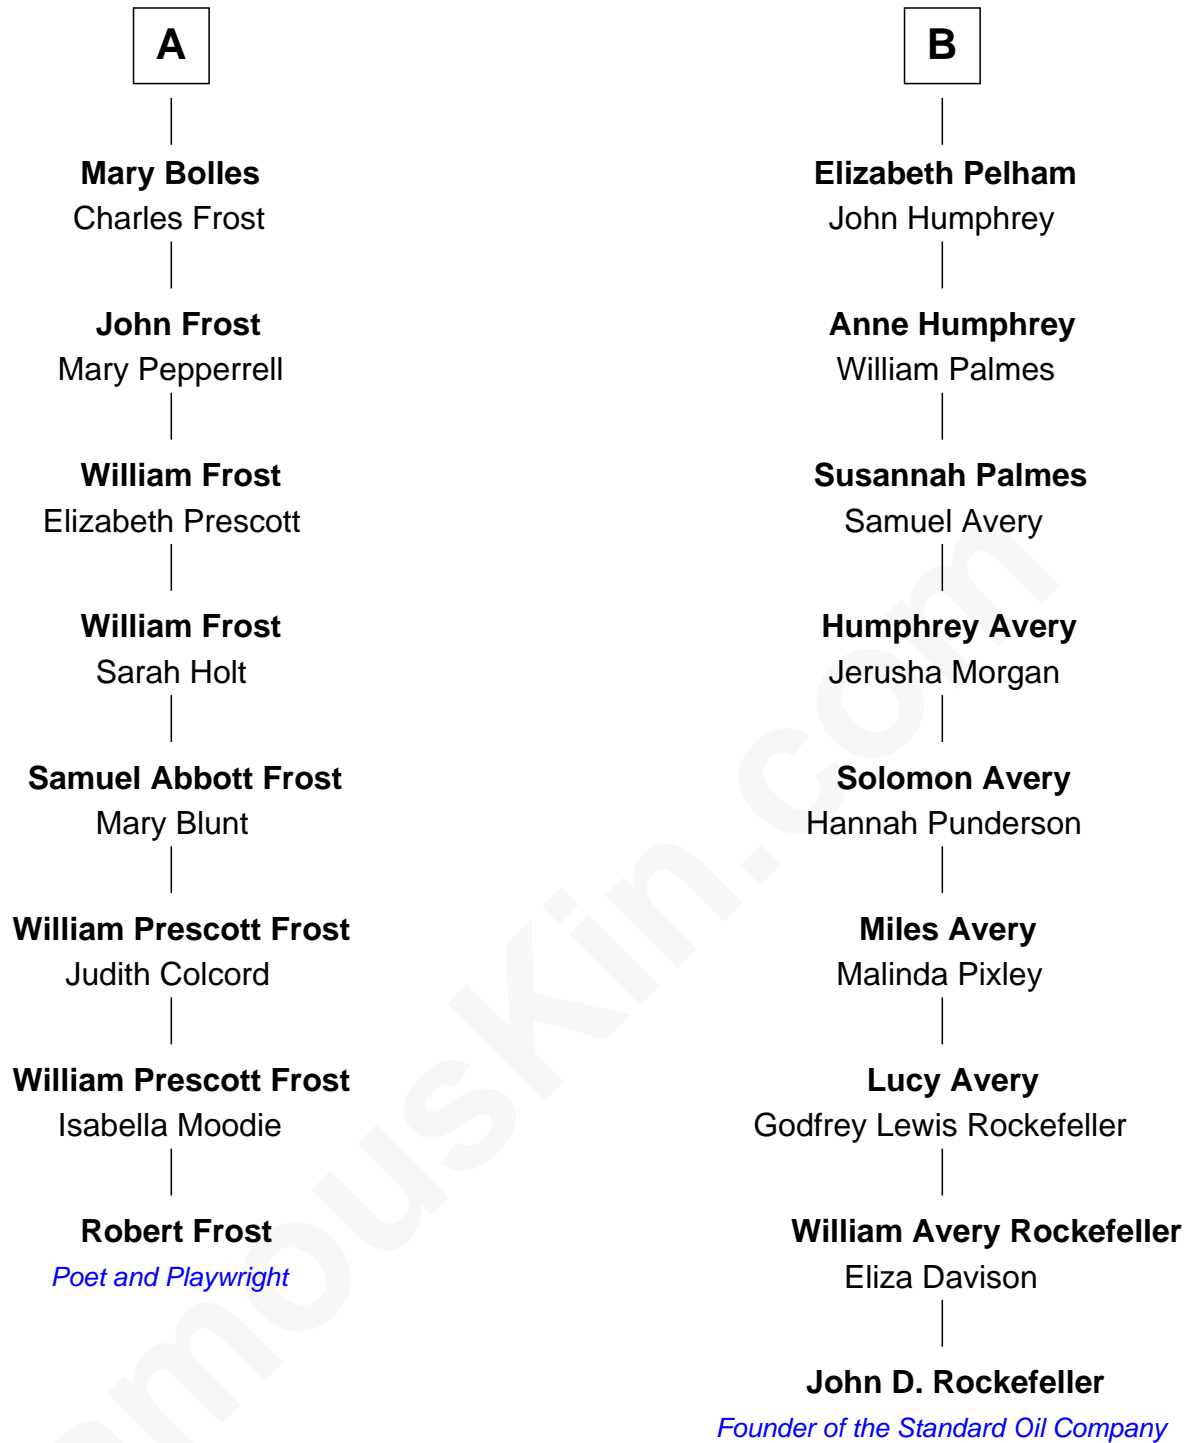 A
Mary Bolles
Charles Frost
John Frost
Mary Pepperrell
William Frost
Elizabeth Prescott
William Frost
Sarah Holt
Samuel Abbott Frost
Mary Blunt
William Prescott Frost
Judith Colcord
William Prescott Frost
Isabella Moodie
Robert Frost
Poet and Playwright
B
Elizabeth Pelham
John Humphrey
Anne Humphrey
William Palmes
Susannah Palmes
Samuel Avery
Humphrey Avery
Jerusha Morgan
Solomon Avery
Hannah Punderson
Miles Avery
Malinda Pixley
Lucy Avery
Godfrey Lewis Rockefeller
William Avery Rockefeller
Eliza Davison
John D. Rockefeller
Founder of the Standard Oil Company
amousKin.com